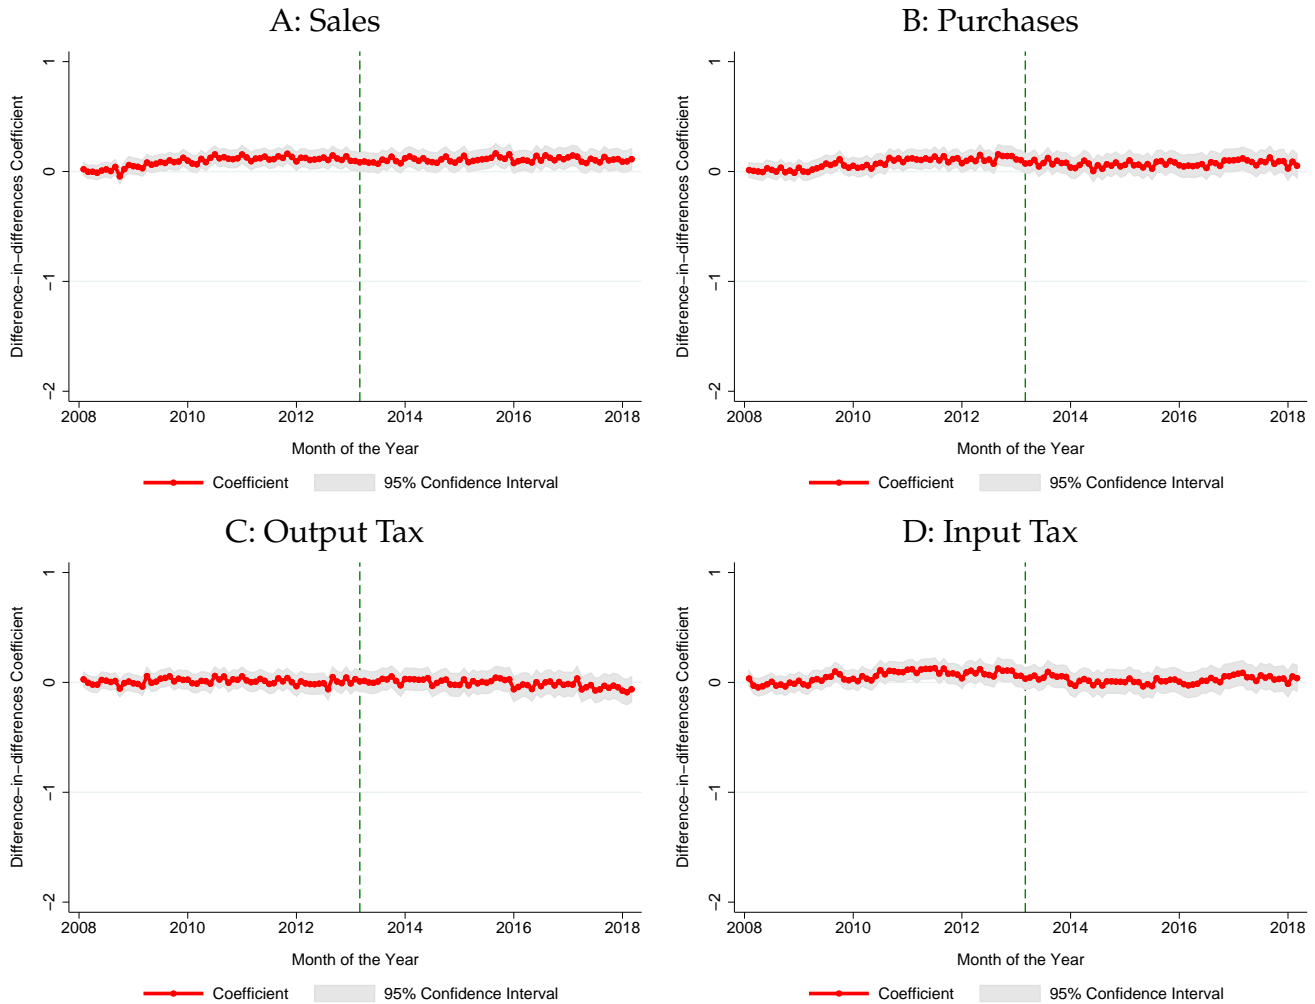 A: Sales
Difference−in−differences Coefficient
1
0
−1
−2
2008 2010 2012 2014 2016 2018
Month of the Year
Coefficient 95% Confidence Interval
B: Purchases
Difference−in−differences Coefficient
1
0
−1
−2
2008 2010 2012 2014 2016 2018
Month of the Year
Coefficient 95% Confidence Interval
C: Output Tax
Difference−in−differences Coefficient
1
0
−1
−2
2008 2010 2012 2014 2016 2018
Month of the Year
Coefficient 95% Confidence Interval
D: Input Tax
Difference−in−differences Coefficient
1
0
−1
−2
2008 2010 2012 2014 2016 2018
Month of the Year
Coefficient 95% Confidence Interval